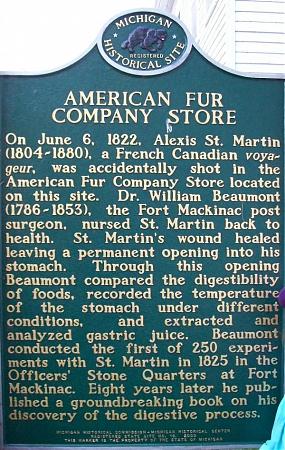 MICHIGAN
REGISTERED
HISTORICAL SITE
AMERICAN FUR
COMPANY STORE
On June 6, 1822, Alexis St. Martin
(1804-1880), a French Canadian voya-
geur, was accidentally shot in the
American Fur Company Store located
on this site. Dr. William Beaumont
(1786-1853), the Fort Mackinac post
surgeon, nursed St. Martin back to
health. St. Martin's wound healed
leaving a permanent opening into his
stomach. Through this opening
Beaumont compared the digestibility
of foods, recorded the temperature
of the stomach under different
conditions, and extracted and
analyzed gastric juice. Beaumont
conducted the first of 250 experi-
ments with St. Martin in 1825 in the
Officers' Stone Quarters at Fort
Mackinac. Eight years later he pub-
lished a groundbreaking book on his
discovery of the digestive process.
MICHIGAN HISTORICAL COMMISSION-MICHIGAN HISTORICAL CENTER
REGISTERED STATE SITE NO.
THIS MARKER IS THE PROPERTY OF THE STATE OF MICHIGAN